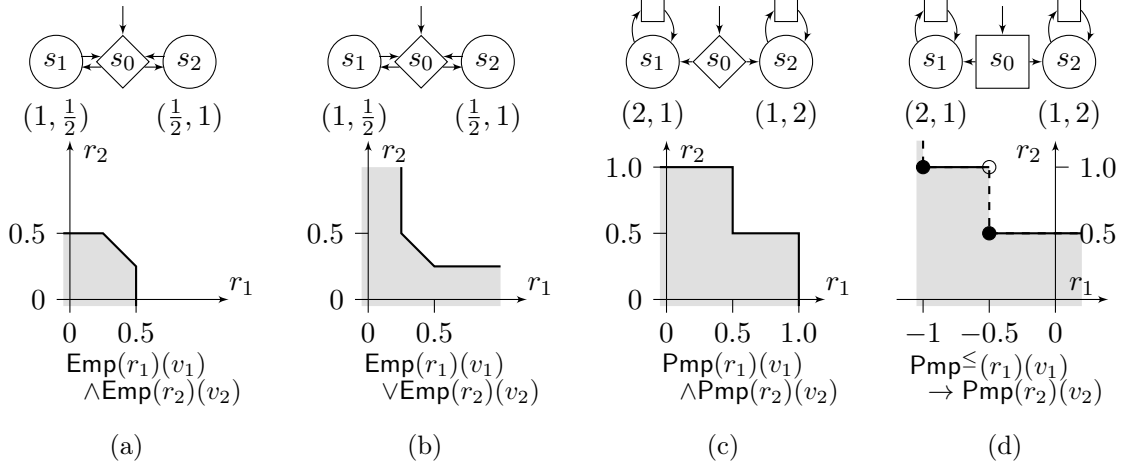 s₁ s₀ s₂ s₁ s₀ s₂ s₁ s₀ s₂ s₁ s₀ s₂
(1, ½) (½, 1) (1, ½) (½, 1) (2, 1) (1, 2) (2, 1) (1, 2)
r₂ r₂ r₂ r₂
1.0 1.0
0.5 0.5 0.5 0.5
r₁ r₁ r₁ r₁
0 0 0
0 0.5 0 0.5 0 0.5 1.0 −1 −0.5 0
Emp(r₁)(v₁) Emp(r₁)(v₁) Pmp(r₁)(v₁) Pmp≤(r₁)(v₁)
∧Emp(r₂)(v₂) ∨Emp(r₂)(v₂) ∧Pmp(r₂)(v₂) → Pmp(r₂)(v₂)
(a) (b) (c) (d)